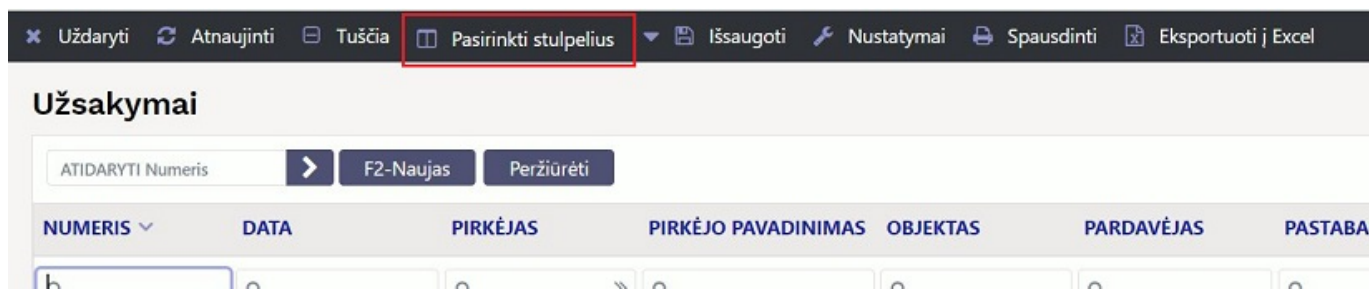 Uždaryti Atnaujinti Tuščia Pasirinkti stulpelius Išsaugoti Nustatymai Spausdinti Eksportuoti į Excel
Užsakymai
ATIDARYTI Numeris F2-Naujas Peržiūrėti
NUMERIS DATA PIRKĖJAS PIRKĖJO PAVADINIMAS OBJEKTAS PARDAVĖJAS PASTABA